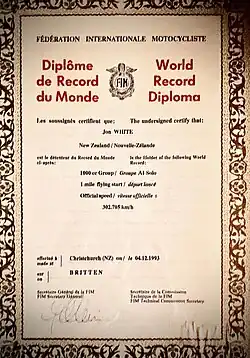 FÉDÉRATION INTERNATIONALE MOTOCYCLISTE
Diplôme de Record du Monde
FIM
World Record Diploma
Les soussignés certifient que: The undersigned certify that:
Jon WHITE
New Zealand / Nouvelle-Zélande
est le détenteur du Record du Monde ci-après: is the Holder of the following World Record:
1000 cc Group / Groupe A1 Solo
1 mile flying start / départ lancé
Official speed / vitesse officielle :
302.705 km/h
effectué à made at Christchurch (NZ) on / le 04.12.1993
sur on BRITTEN
Secrétaire Général de la FIM
FIM Secretary General
Secrétaire de la Commission
Technique de la FIM
FIM Technical Commission Secretary